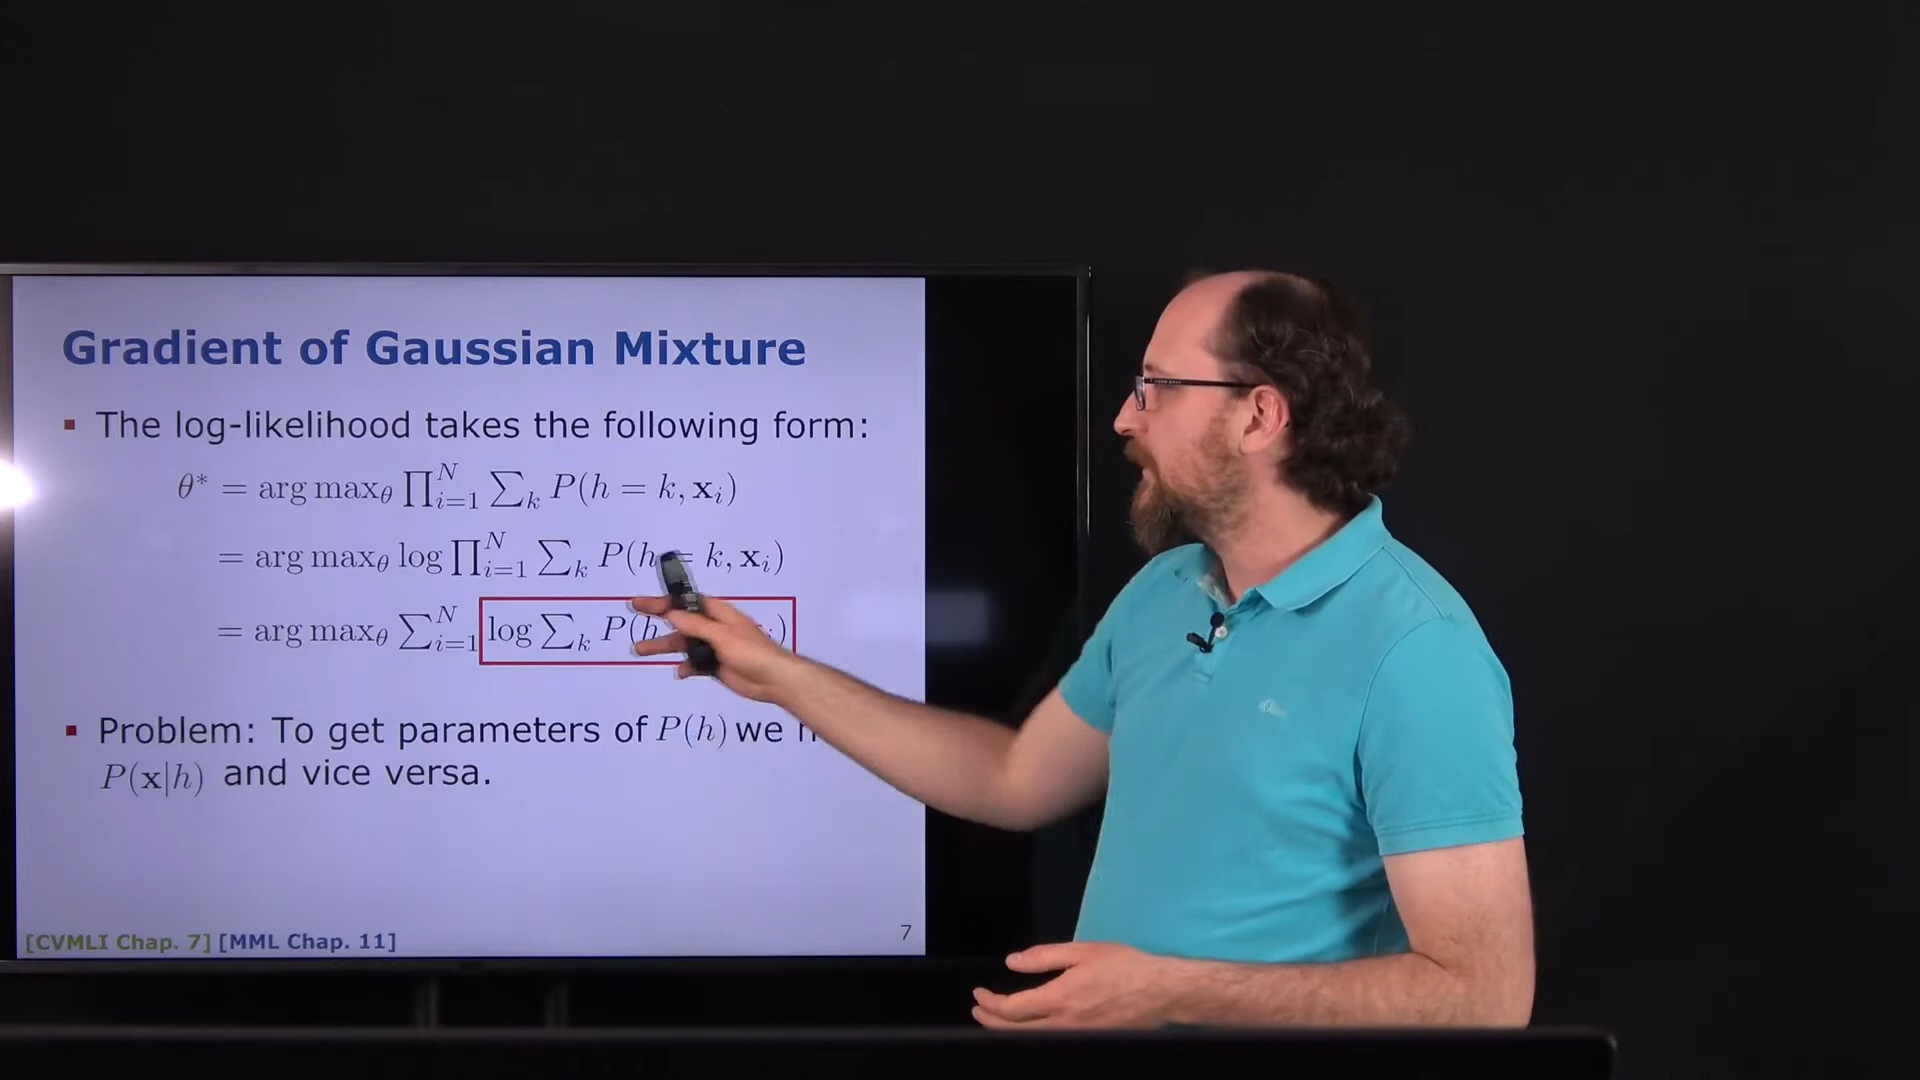 Gradient of Gaussian Mixture
▪ The log-likelihood takes the following form:
θ* = arg max_θ ∏_{i=1}^{N} ∑_k P(h = k, x_i)
= arg max_θ log ∏_{i=1}^{N} ∑_k P(h = k, x_i)
= arg max_θ ∑_{i=1}^{N} log ∑_k P(h
▪ Problem: To get parameters of P(h) we
P(x|h) and vice versa.
[CVMLI Chap. 7] [MML Chap. 11]
7